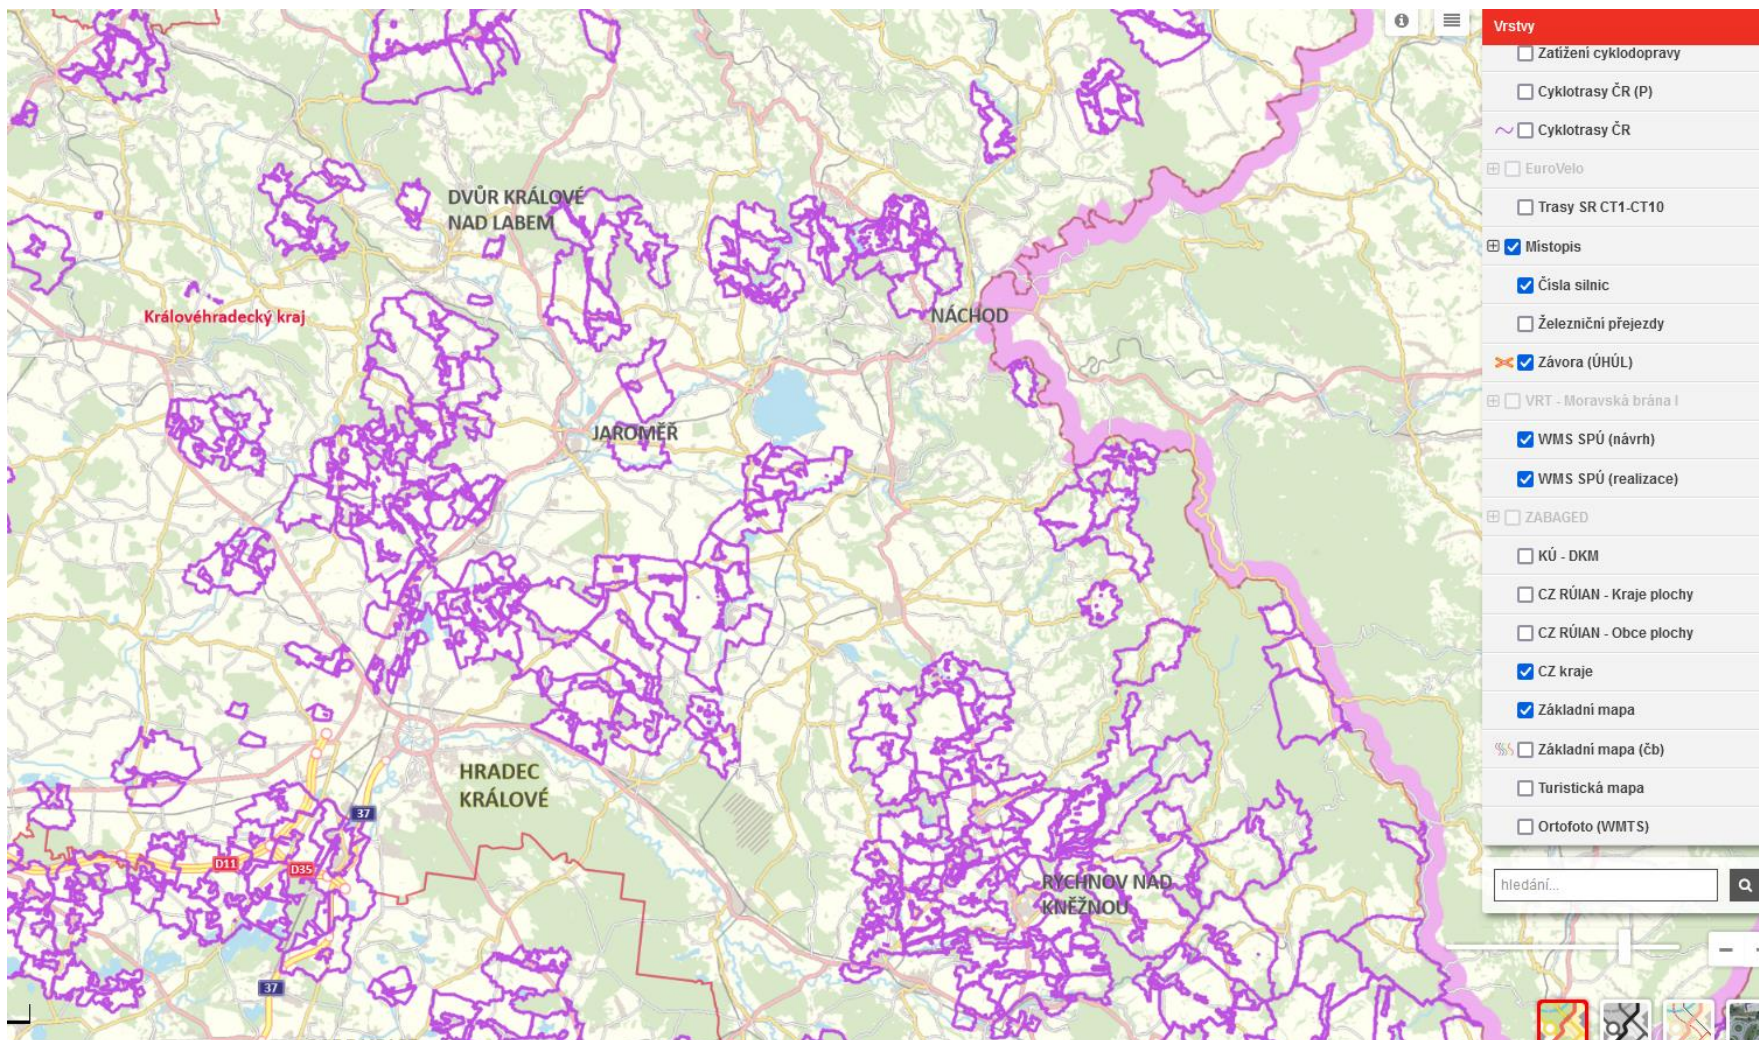 Vrstvy
Zatížení cyklodopravy
Cyklotrasy ČR (P)
Cyklotrasy ČR
EuroVelo
Trasy SR CT1-CT10
Místopis
Čísla silnic
Železniční přejezdy
Závora (ÚHÚL)
VRT - Moravská brána I
WMS SPÚ (návrh)
WMS SPÚ (realizace)
ZABAGED
KÚ - DKM
CZ RÚIAN - Kraje plochy
CZ RÚIAN - Obce plochy
CZ kraje
Základní mapa
Základní mapa (čb)
Turistická mapa
Ortofoto (WMTS)
hledání...
DVŮR KRÁLOVÉ
NAD LABEM
Královéhradecký kraj
NÁCHOD
JAROMĚŘ
HRADEC
KRÁLOVÉ
37
D11
D35
RYCHNOV NAD
KNĚŽNOU
37